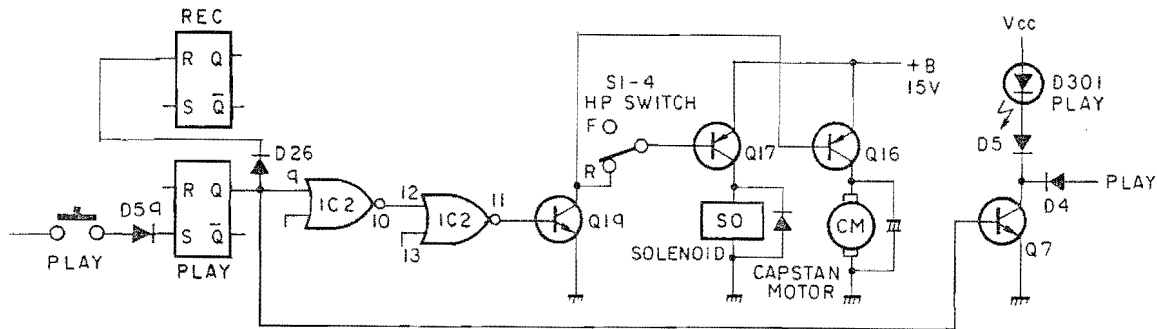 REC
R Q
S Q̅
D26
9
R Q
S Q̅
PLAY
D59
PLAY
IC2
10
12
IC2
11
13
Q19
S1-4
HP SWITCH
F
R
Q17
SO
SOLENOID
+B
15V
Q16
CM
CAPSTAN
MOTOR
Vcc
D301
PLAY
D5
D4
PLAY
Q7